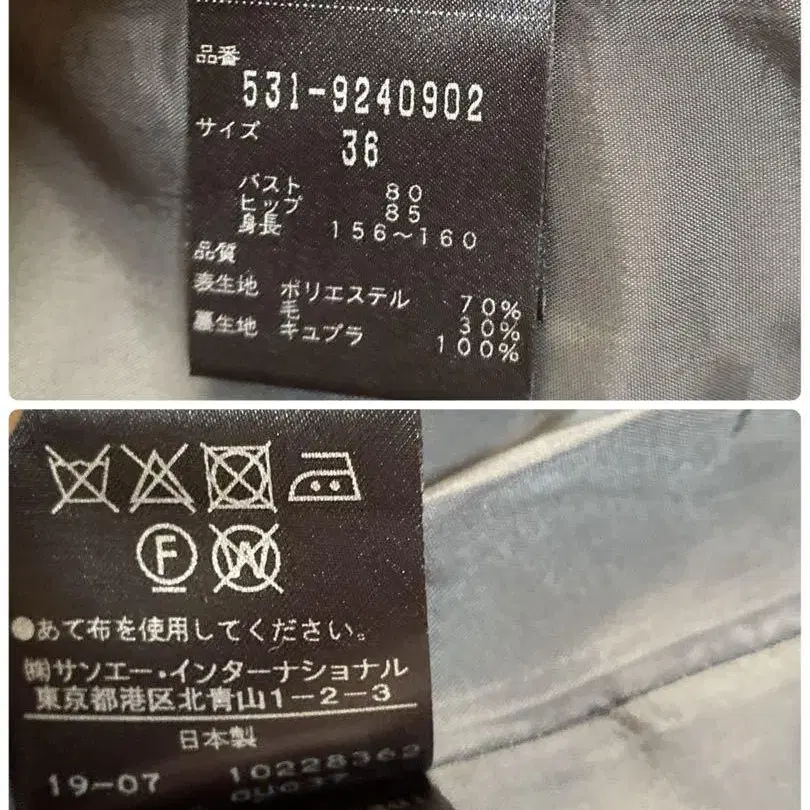 品番
531-9240902
サイズ
36
バスト 80
ヒップ 85
身長 156〜160
品質
表生地 ポリエステル 70%
毛 30%
裏生地 キュプラ 100%
F W
●あて布を使用してください。
㈱サンエー・インターナショナル
東京都港区北青山1-2-3
日本製
19-07 10228362